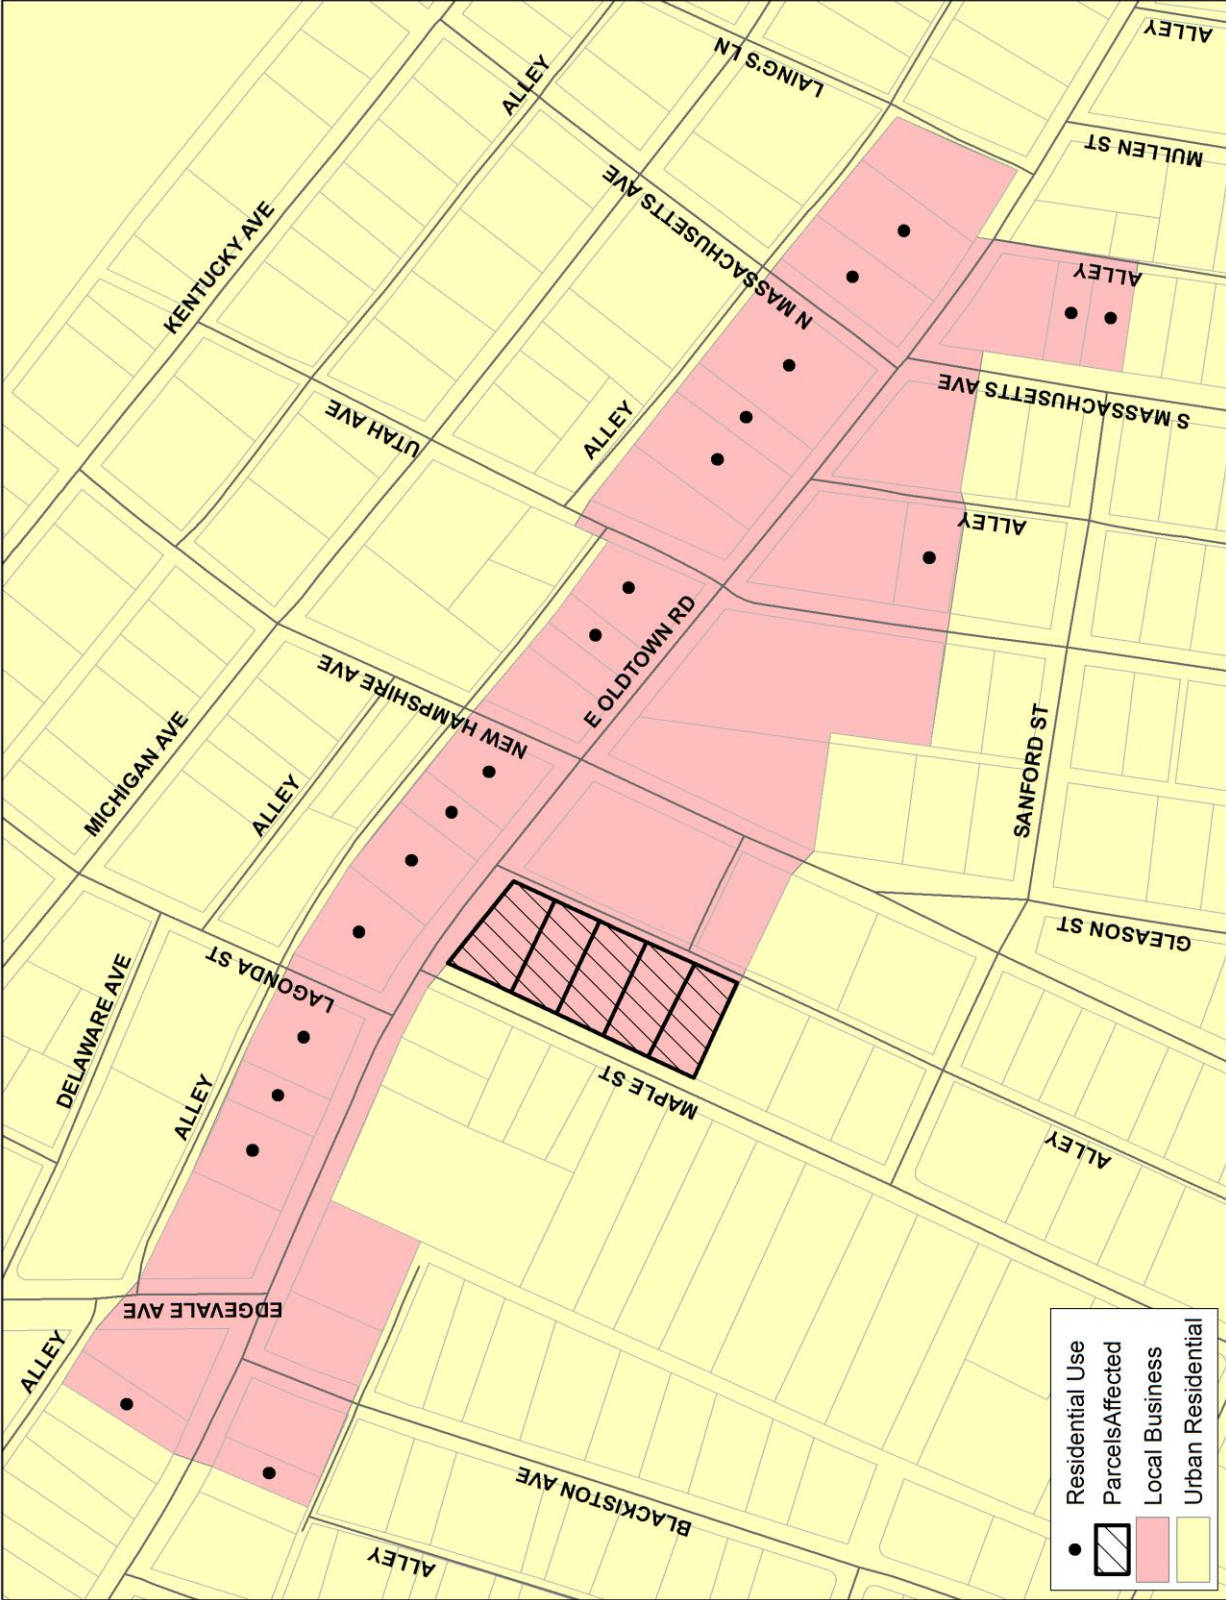 KENTUCKY AVE
ALLEY
LAING'S LN
ALLEY
MULLEN ST
N MASSACHUSETTS AVE
UTAH AVE
ALLEY
ALLEY
S MASSACHUSETTS AVE
ALLEY
MICHIGAN AVE
ALLEY
NEW HAMPSHIRE AVE
E OLDTOWN RD
SANFORD ST
GLEASON ST
DELAWARE AVE
LAGONDA ST
ALLEY
MAPLE ST
ALLEY
ALLEY
EDGEVALE AVE
BLACKISTON AVE
ALLEY
Residential Use
ParcelsAffected
Local Business
Urban Residential